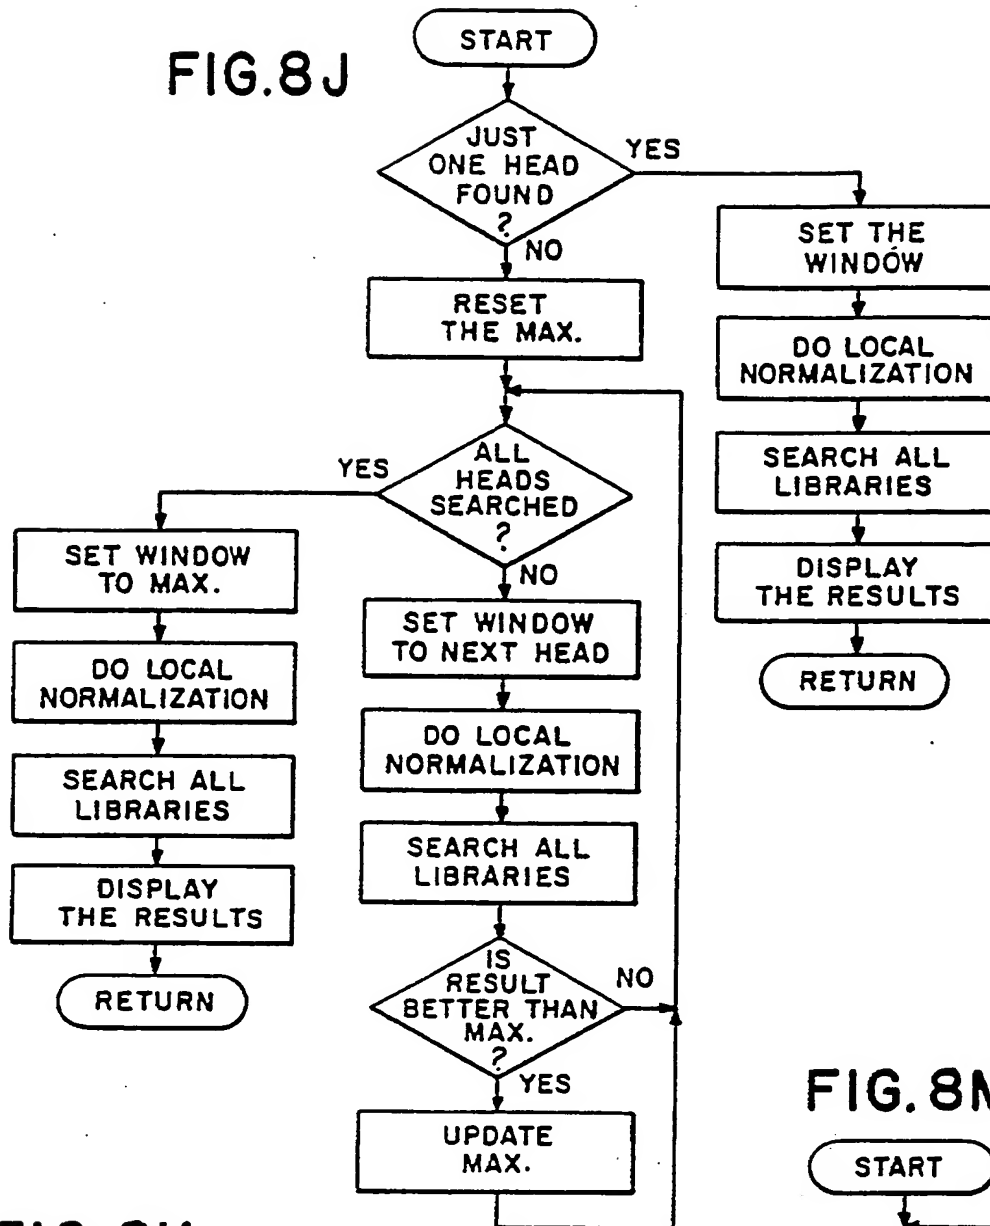 FIG.8J
START
JUST
ONE HEAD
FOUND
?
YES
NO
SET THE
WINDOW
DO LOCAL
NORMALIZATION
SEARCH ALL
LIBRARIES
DISPLAY
THE RESULTS
RETURN
RESET
THE MAX.
ALL
HEADS
SEARCHED
?
YES
NO
SET WINDOW
TO MAX.
DO LOCAL
NORMALIZATION
SEARCH ALL
LIBRARIES
DISPLAY
THE RESULTS
RETURN
SET WINDOW
TO NEXT HEAD
DO LOCAL
NORMALIZATION
SEARCH ALL
LIBRARIES
IS
RESULT
BETTER THAN
MAX.
?
NO
YES
UPDATE
MAX.
FIG.8M
START